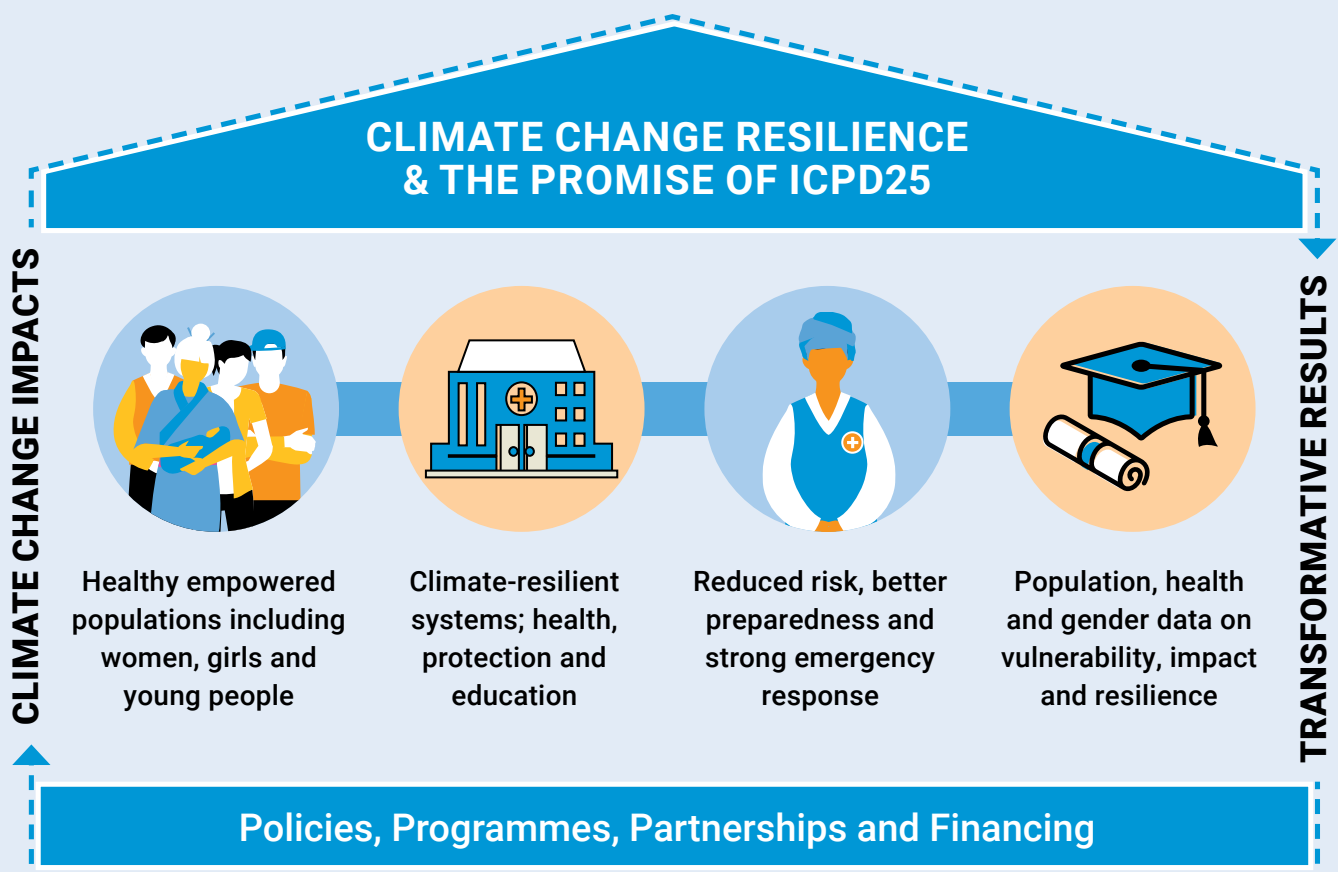 CLIMATE CHANGE RESILIENCE
& THE PROMISE OF ICPD25
CLIMATE CHANGE IMPACTS
Healthy empowered
populations including
women, girls and
young people
Climate-resilient
systems; health,
protection and
education
Reduced risk, better
preparedness and
strong emergency
response
Population, health
and gender data on
vulnerability, impact
and resilience
TRANSFORMATIVE RESULTS
Policies, Programmes, Partnerships and Financing